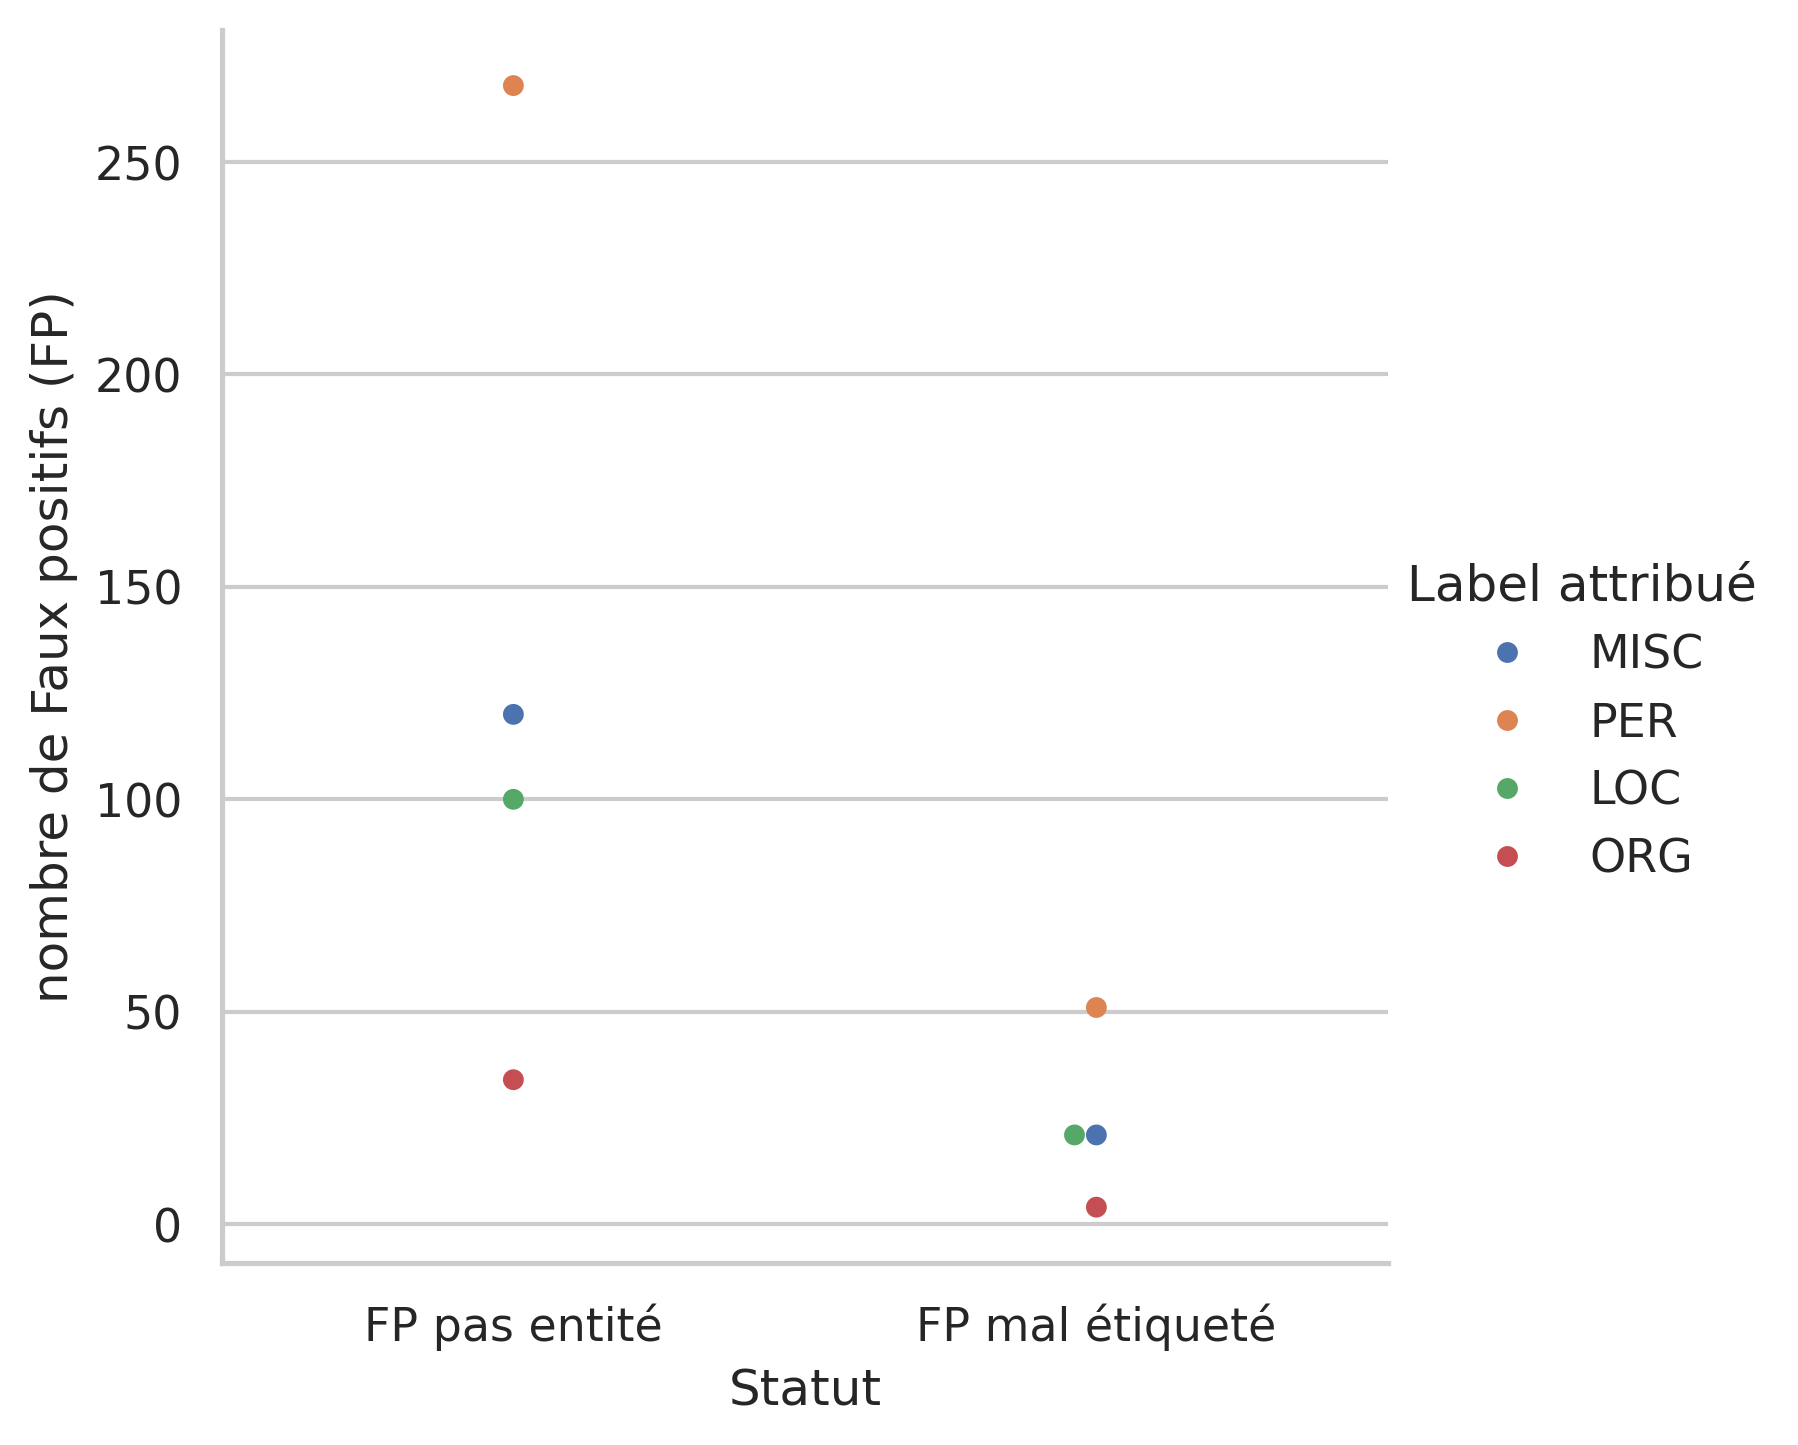 nombre de Faux positifs (FP)
250
200
150
100
50
0
FP pas entité
FP mal étiqueté
Statut
Label attribué
MISC
PER
LOC
ORG